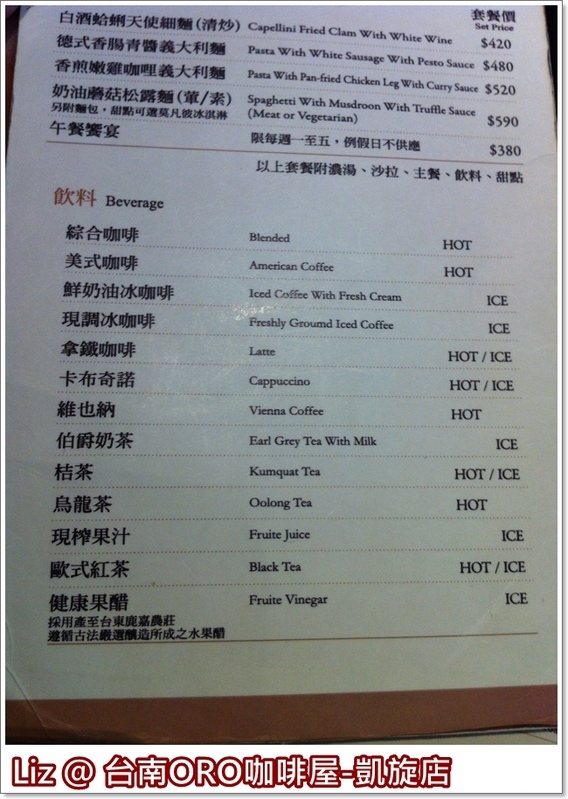 套餐價
Set Price
白酒蛤蜊天使細麵(清炒) Capellini Fried Clam With White Wine $420
德式香腸青醬義大利麵 Pasta With White Sausage With Pesto Sauce $480
香煎嫩雞咖哩義大利麵 Pasta With Pan-fried Chicken Leg With Curry Sauce $520
奶油蘑菇松露麵(葷/素) Spaghetti With Musdroon With Truffle Sauce
另附麵包，甜點可選莫凡彼冰淇淋 (Meat or Vegetarian) $590
午餐饗宴 限每週一至五，例假日不供應 $380
以上套餐附濃湯、沙拉、主餐、飲料、甜點
飲料 Beverage
綜合咖啡 Blended HOT
美式咖啡 American Coffee HOT
鮮奶油冰咖啡 Iced Coffee With Fresh Cream ICE
現調冰咖啡 Freshly Groumd Iced Coffee ICE
拿鐵咖啡 Latte HOT / ICE
卡布奇諾 Cappuccino HOT / ICE
維也納 Vienna Coffee HOT
伯爵奶茶 Earl Grey Tea With Milk ICE
桔茶 Kumquat Tea HOT / ICE
烏龍茶 Oolong Tea HOT
現榨果汁 Fruite Juice ICE
歐式紅茶 Black Tea HOT / ICE
健康果醋 Fruite Vinegar ICE
採用產至台東鹿嘉農莊
遵循古法嚴選釀造所成之水果醋
Liz @ 台南ORO咖啡屋-凱旋店